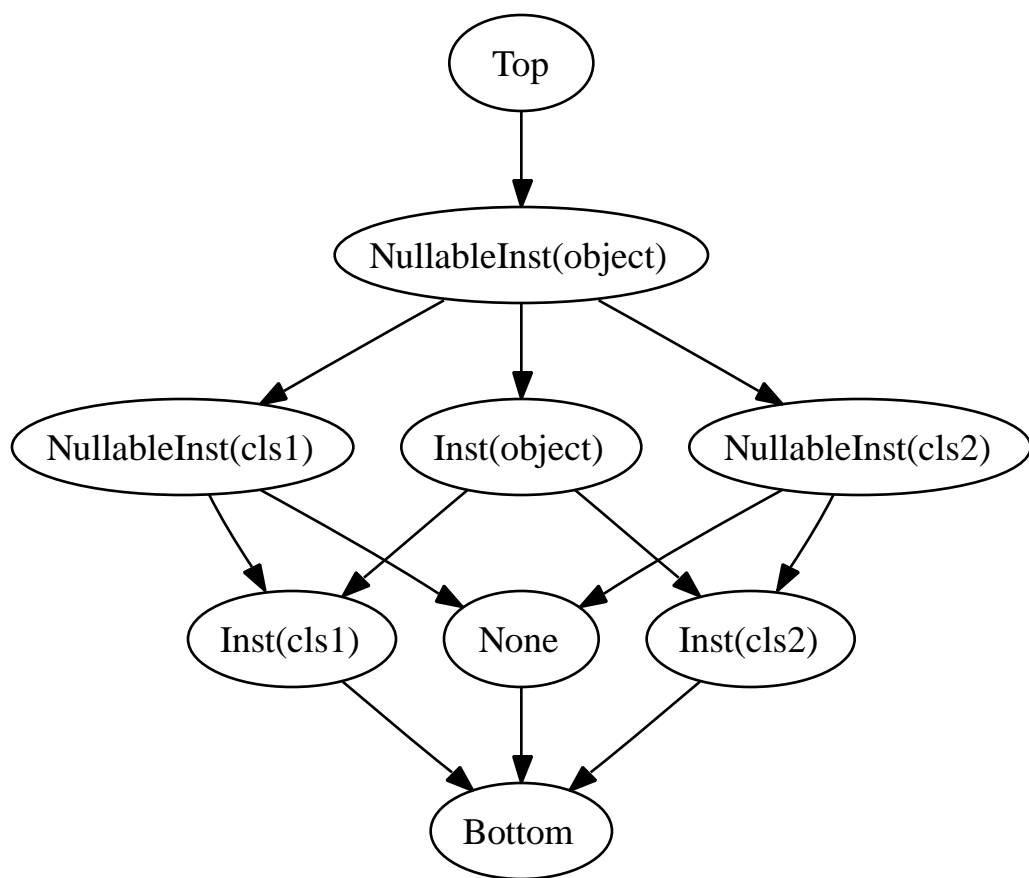 Top
NullableInst(object)
NullableInst(cls1)
Inst(object)
NullableInst(cls2)
Inst(cls1)
None
Inst(cls2)
Bottom